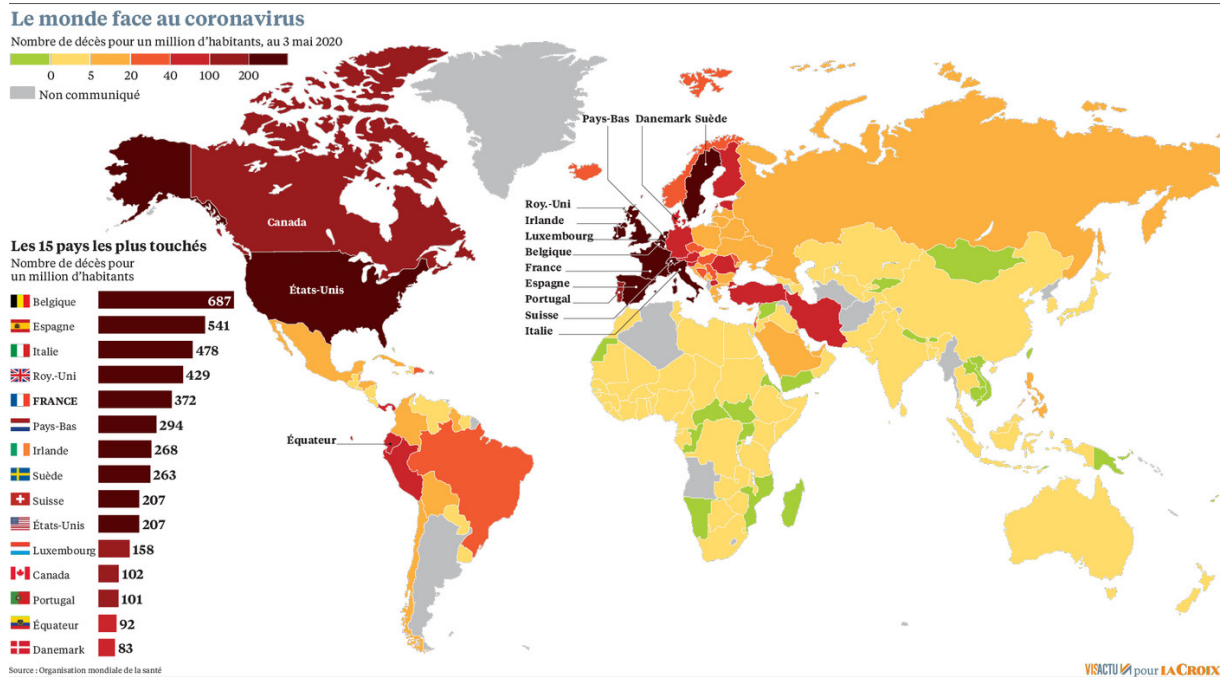 Le monde face au coronavirus
Nombre de décès pour un million d'habitants, au 3 mai 2020
0 5 20 40 100 200
Non communiqué
Pays-Bas Danemark Suède
Roy.-Uni
Irlande
Luxembourg
Belgique
France
Espagne
Portugal
Suisse
Italie
Canada
États-Unis
Équateur
Les 15 pays les plus touchés
Nombre de décès pour
un million d'habitants
Belgique 687
Espagne 541
Italie 478
Roy.-Uni 429
FRANCE 372
Pays-Bas 294
Irlande 268
Suède 263
Suisse 207
États-Unis 207
Luxembourg 158
Canada 102
Portugal 101
Équateur 92
Danemark 83
Source : Organisation mondiale de la santé
VISACTU pour LA CROIX